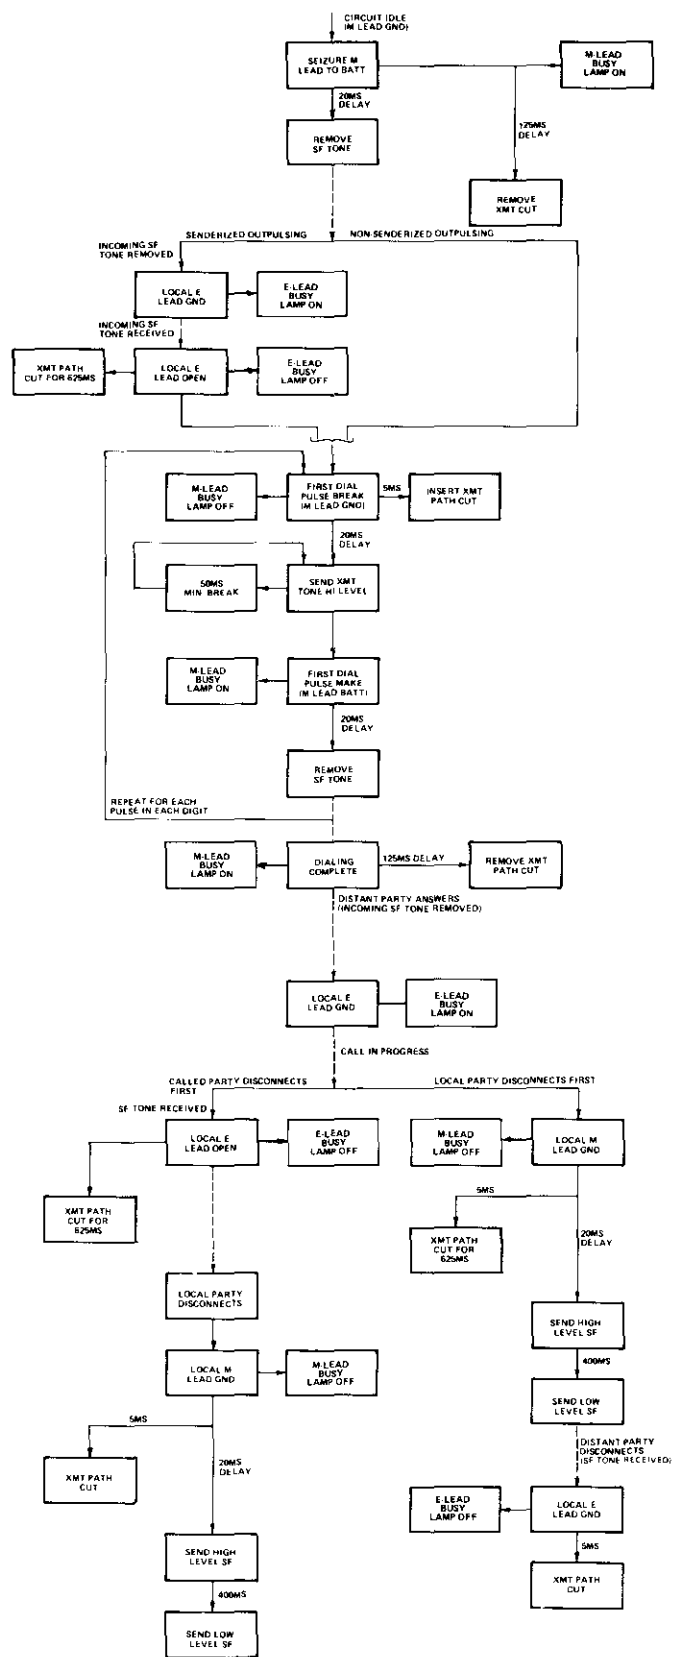 CIRCUIT IDLE
(M LEAD GND)
SEIZURE M
LEAD TO BATT
M-LEAD
BUSY
LAMP ON
20MS
DELAY
125MS
DELAY
REMOVE
SF TONE
REMOVE
XMT CUT
SENDERIZED OUTPULSING
NON-SENDERIZED OUTPULSING
INCOMING SF
TONE REMOVED
LOCAL E
LEAD GND
E-LEAD
BUSY
LAMP ON
INCOMING SF
TONE RECEIVED
XMT PATH
CUT FOR 625MS
LOCAL E
LEAD OPEN
E-LEAD
BUSY
LAMP OFF
M-LEAD
BUSY
LAMP OFF
FIRST DIAL
PULSE BREAK
(M LEAD GND)
5MS
INSERT XMT
PATH CUT
20MS
DELAY
50MS
MIN. BREAK
SEND XMT
TONE HI LEVEL
M-LEAD
BUSY
LAMP ON
FIRST DIAL
PULSE MAKE
(M LEAD BATT)
20MS
DELAY
REMOVE
SF TONE
REPEAT FOR EACH
PULSE IN EACH DIGIT
M-LEAD
BUSY
LAMP ON
DIALING
COMPLETE
125MS DELAY
REMOVE XMT
PATH CUT
DISTANT PARTY ANSWERS
(INCOMING SF TONE REMOVED)
LOCAL E
LEAD GND
E-LEAD
BUSY
LAMP ON
CALL IN PROGRESS
CALLED PARTY DISCONNECTS
FIRST
LOCAL PARTY DISCONNECTS FIRST
SF TONE RECEIVED
LOCAL E
LEAD OPEN
E-LEAD
BUSY
LAMP OFF
M-LEAD
BUSY
LAMP OFF
LOCAL M
LEAD GND
XMT PATH
CUT FOR
625MS
5MS
XMT PATH
CUT FOR
625MS
20MS
DELAY
LOCAL PARTY
DISCONNECTS
SEND HIGH
LEVEL SF
LOCAL M
LEAD GND
M-LEAD
BUSY
LAMP OFF
400MS
SEND LOW
LEVEL SF
5MS
XMT PATH
CUT
20MS
DELAY
DISTANT PARTY
DISCONNECTS
(SF TONE RECEIVED)
E-LEAD
BUSY
LAMP OFF
LOCAL E
LEAD GND
SEND HIGH
LEVEL SF
5MS
XMT PATH
CUT
400MS
SEND LOW
LEVEL SF